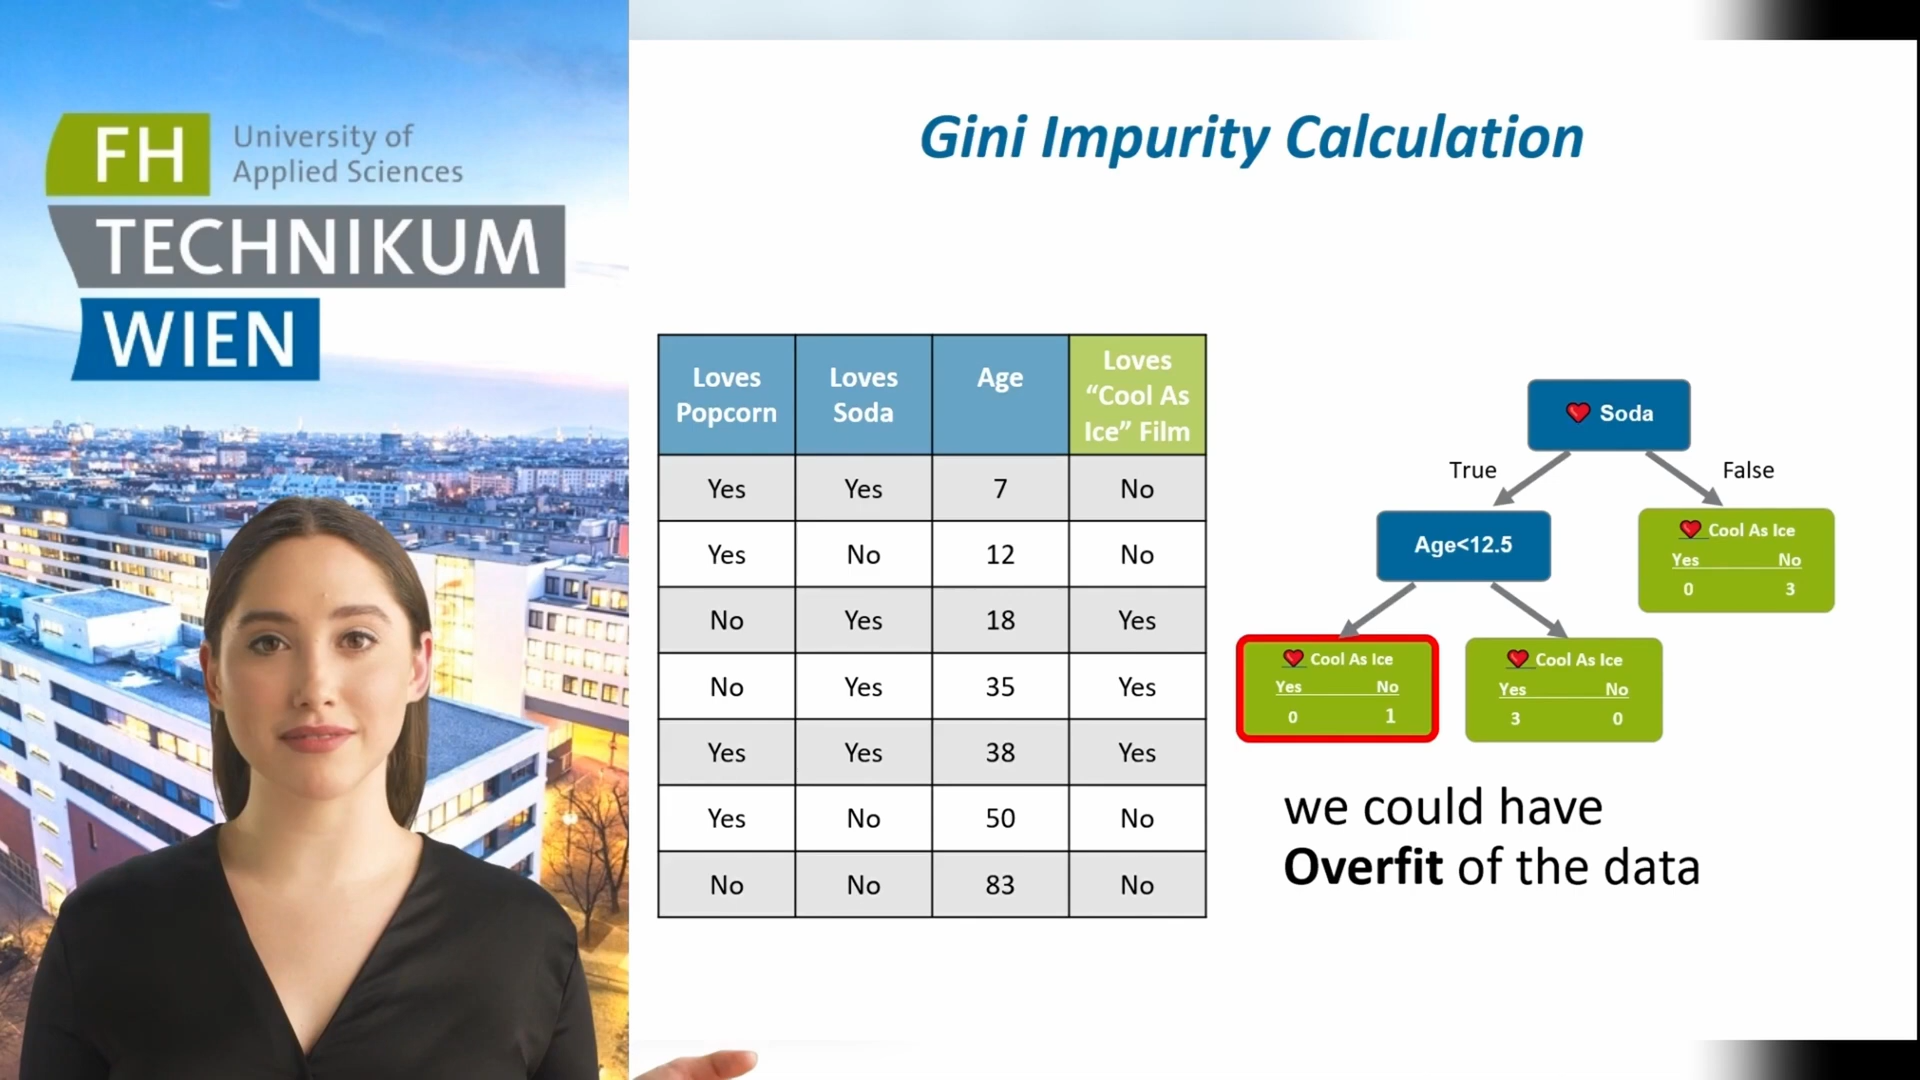 FH
University of
Applied Sciences
TECHNIKUM
WIEN
Gini Impurity Calculation
Loves Popcorn Loves Soda Age Loves “Cool As Ice” Film
Yes Yes 7 No
Yes No 12 No
No Yes 18 Yes
No Yes 35 Yes
Yes Yes 38 Yes
Yes No 50 No
No No 83 No
Soda
True False
Age<12.5
Cool As Ice
Yes No
0 3
Cool As Ice
Yes No
0 1
Cool As Ice
Yes No
3 0
we could have
Overfit of the data